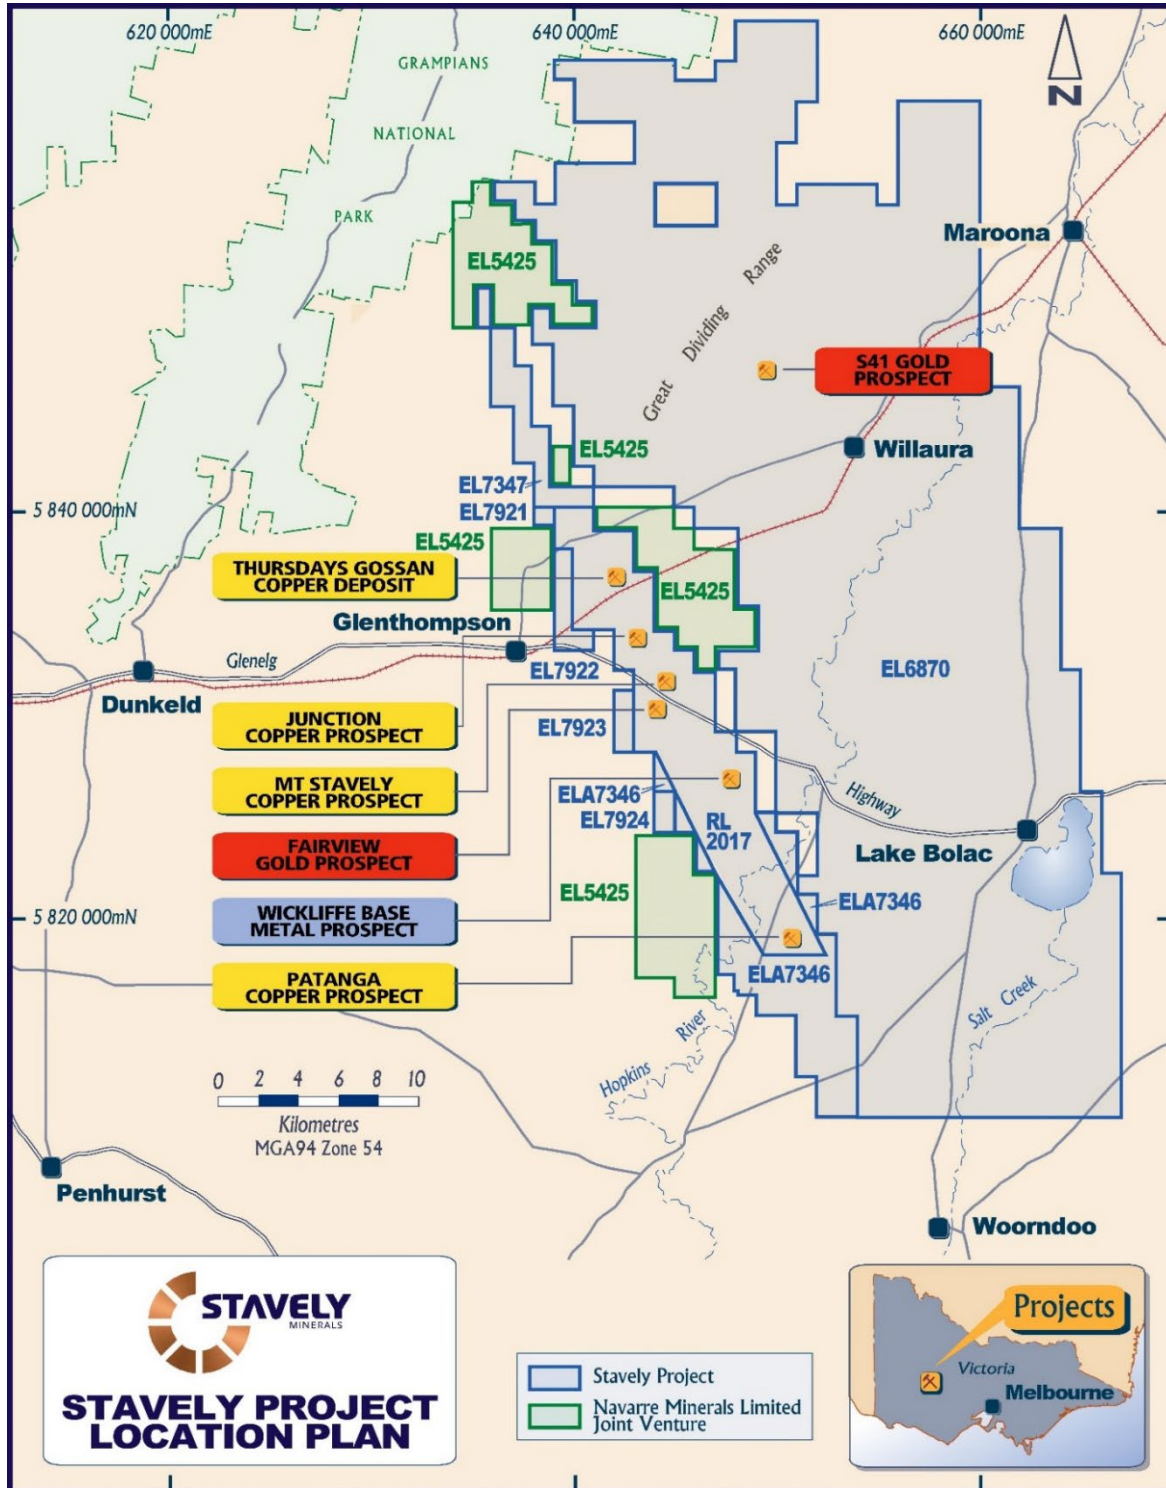 620 000mE
640 000mE
660 000mE
GRAMPIANS
NATIONAL
PARK
N
Maroona
EL5425
Great Dividing Range
S41 GOLD
PROSPECT
Willaura
EL5425
EL7347
EL7921
5 840 000mN
EL5425
THURSDAYS GOSSAN
COPPER DEPOSIT
EL5425
Glenthompson
Glenelg
EL7922
EL6870
Dunkeld
JUNCTION
COPPER PROSPECT
EL7923
MT STAVELY
COPPER PROSPECT
ELA7346
Highway
EL7924
RL
2017
FAIRVIEW
GOLD PROSPECT
Lake Bolac
EL5425
ELA7346
WICKLIFFE BASE
METAL PROSPECT
5 820 000mN
PATANGA
COPPER PROSPECT
ELA7346
Salt Creek
Hopkins River
0 2 4 6 8 10
Kilometres
MGA94 Zone 54
Penhurst
Woorndoo
STAVELY
MINERALS
STAVELY PROJECT
LOCATION PLAN
Stavely Project
Navarre Minerals Limited
Joint Venture
Projects
Victoria
Melbourne